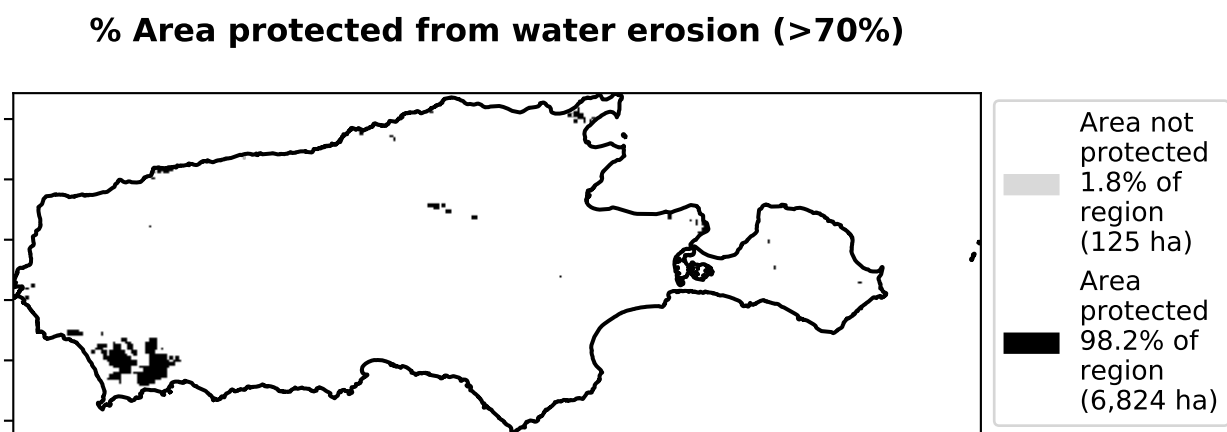 % Area protected from water erosion (>70%)
Area not
protected
1.8% of
region
(125 ha)
Area
protected
98.2% of
region
(6,824 ha)